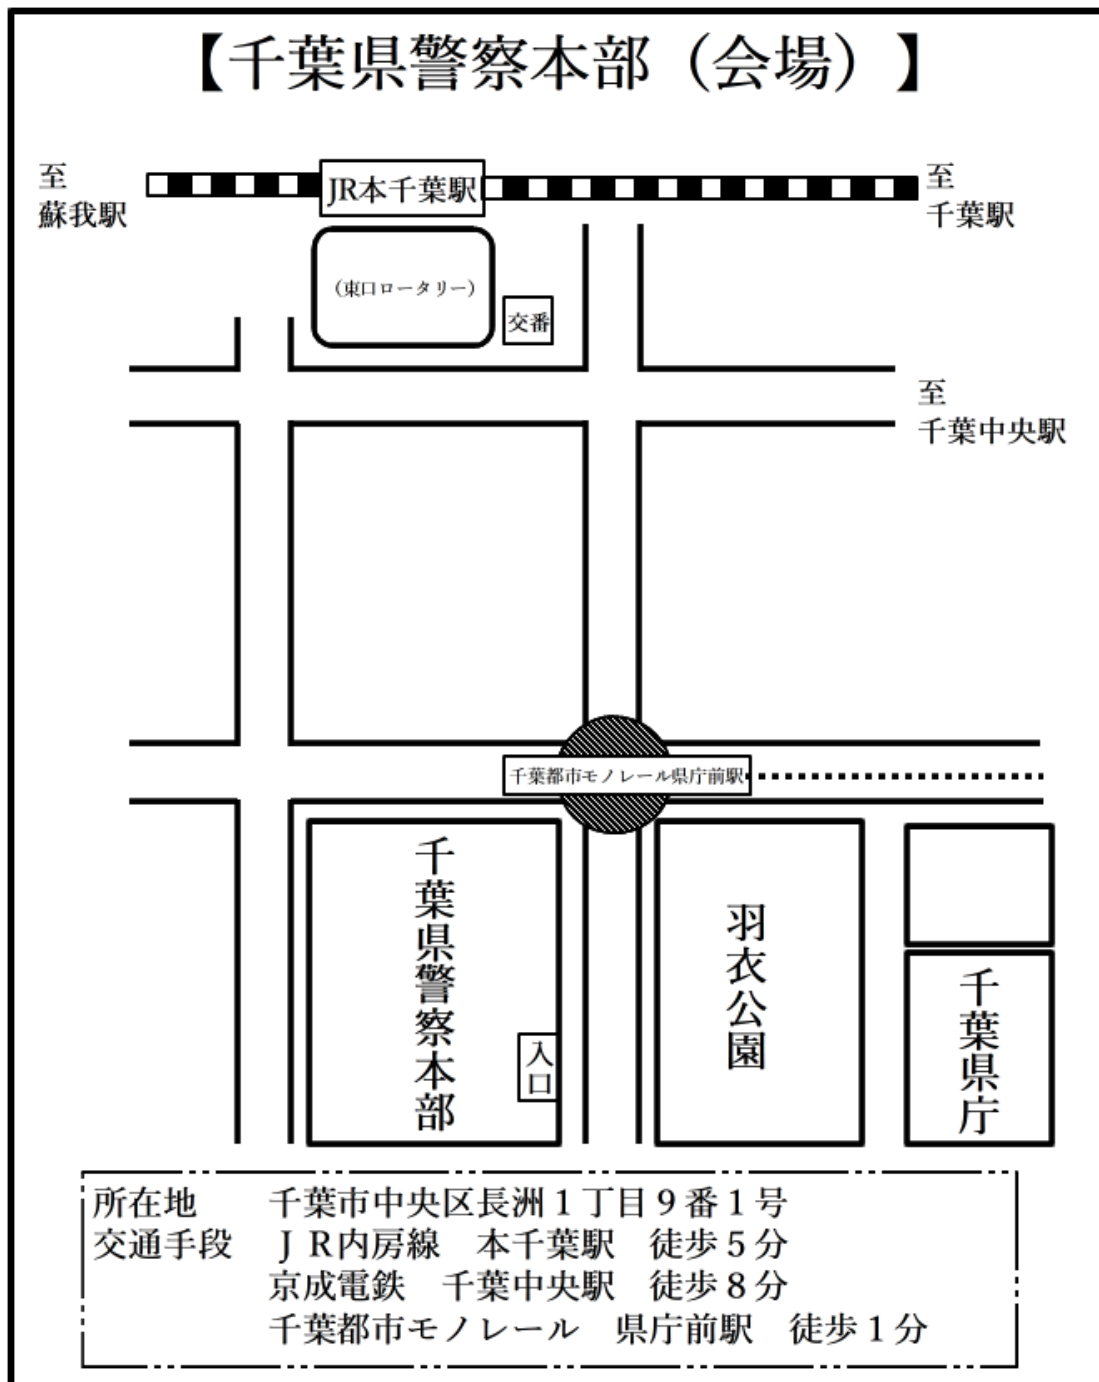 【千葉県警察本部（会場）】
至
蘇我駅
JR本千葉駅
至
千葉駅
（東口ロータリー）
交番
至
千葉中央駅
千葉都市モノレール県庁前駅
千葉県警察本部
入口
羽衣公園
千葉県庁
所在地　　千葉市中央区長洲１丁目９番１号
交通手段　ＪＲ内房線　本千葉駅　徒歩５分
京成電鉄　千葉中央駅　徒歩８分
千葉都市モノレール　県庁前駅　徒歩１分